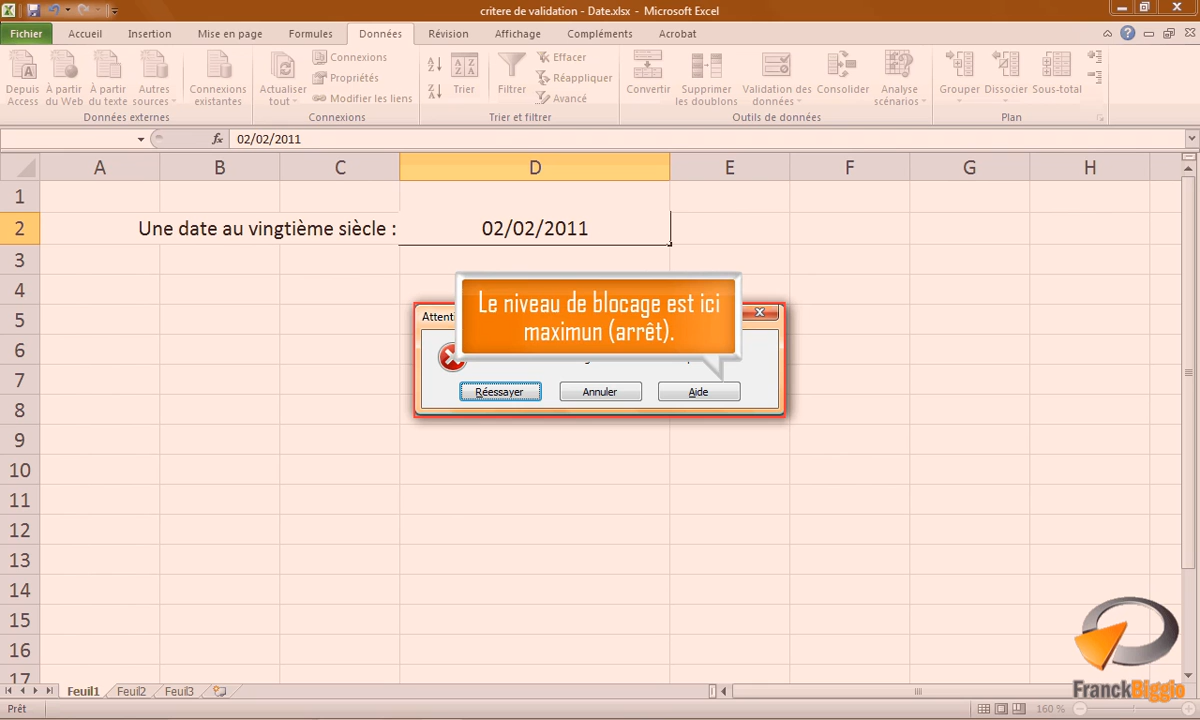 critere de validation - Date.xlsx - Microsoft Excel
Fichier Accueil Insertion Mise en page Formules Données Révision Affichage Compléments Acrobat
Depuis Access
À partir du Web
À partir du texte
Autres sources
Connexions existantes
Données externes
Actualiser tout
Connexions
Propriétés
Modifier les liens
Connexions
Trier
Filtrer
Effacer
Réappliquer
Avancé
Trier et filtrer
Convertir
Supprimer les doublons
Validation des données
Consolider
Analyse scénarios
Outils de données
Grouper
Dissocier
Sous-total
Plan
fx 02/02/2011
A B C D E F G H
1
2 Une date au vingtième siècle : 02/02/2011
3
4
5
6
7
8
9
10
11
12
13
14
15
16
17
Le niveau de blocage est ici
maximun (arrêt).
Attenti
Réessayer Annuler Aide
FranckBiggio
Feuil1 Feuil2 Feuil3
Prêt 160 %